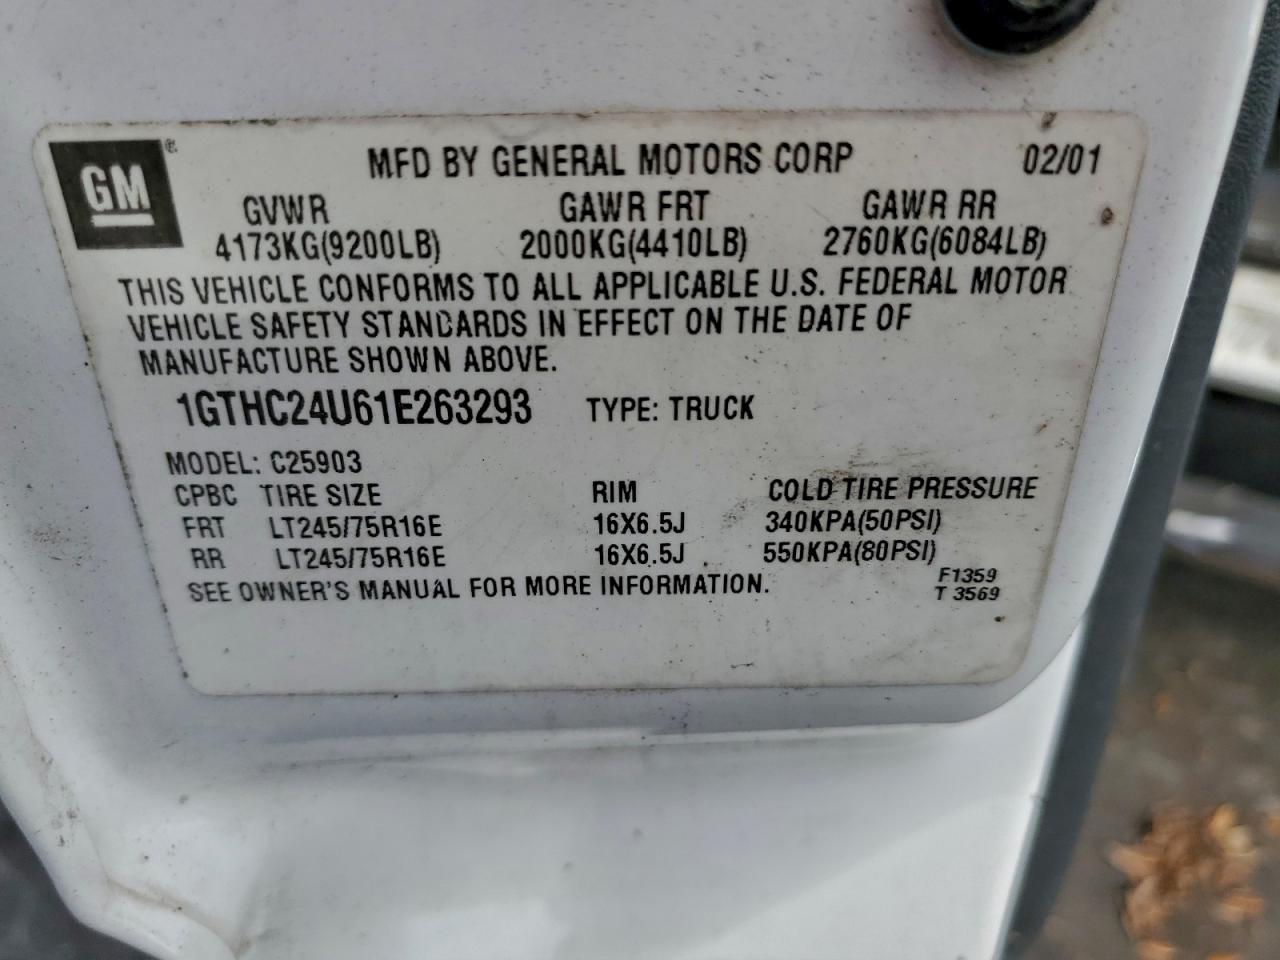 GM®
MFD BY GENERAL MOTORS CORP 02/01
GVWR GAWR FRT GAWR RR
4173KG(9200LB) 2000KG(4410LB) 2760KG(6084LB)
THIS VEHICLE CONFORMS TO ALL APPLICABLE U.S. FEDERAL MOTOR
VEHICLE SAFETY STANDARDS IN EFFECT ON THE DATE OF
MANUFACTURE SHOWN ABOVE.
1GTHC24U61E263293 TYPE: TRUCK
MODEL: C25903
CPBC TIRE SIZE RIM COLD TIRE PRESSURE
FRT LT245/75R16E 16X6.5J 340KPA(50PSI)
RR LT245/75R16E 16X6.5J 550KPA(80PSI)
SEE OWNER'S MANUAL FOR MORE INFORMATION.
F1359
T 3569